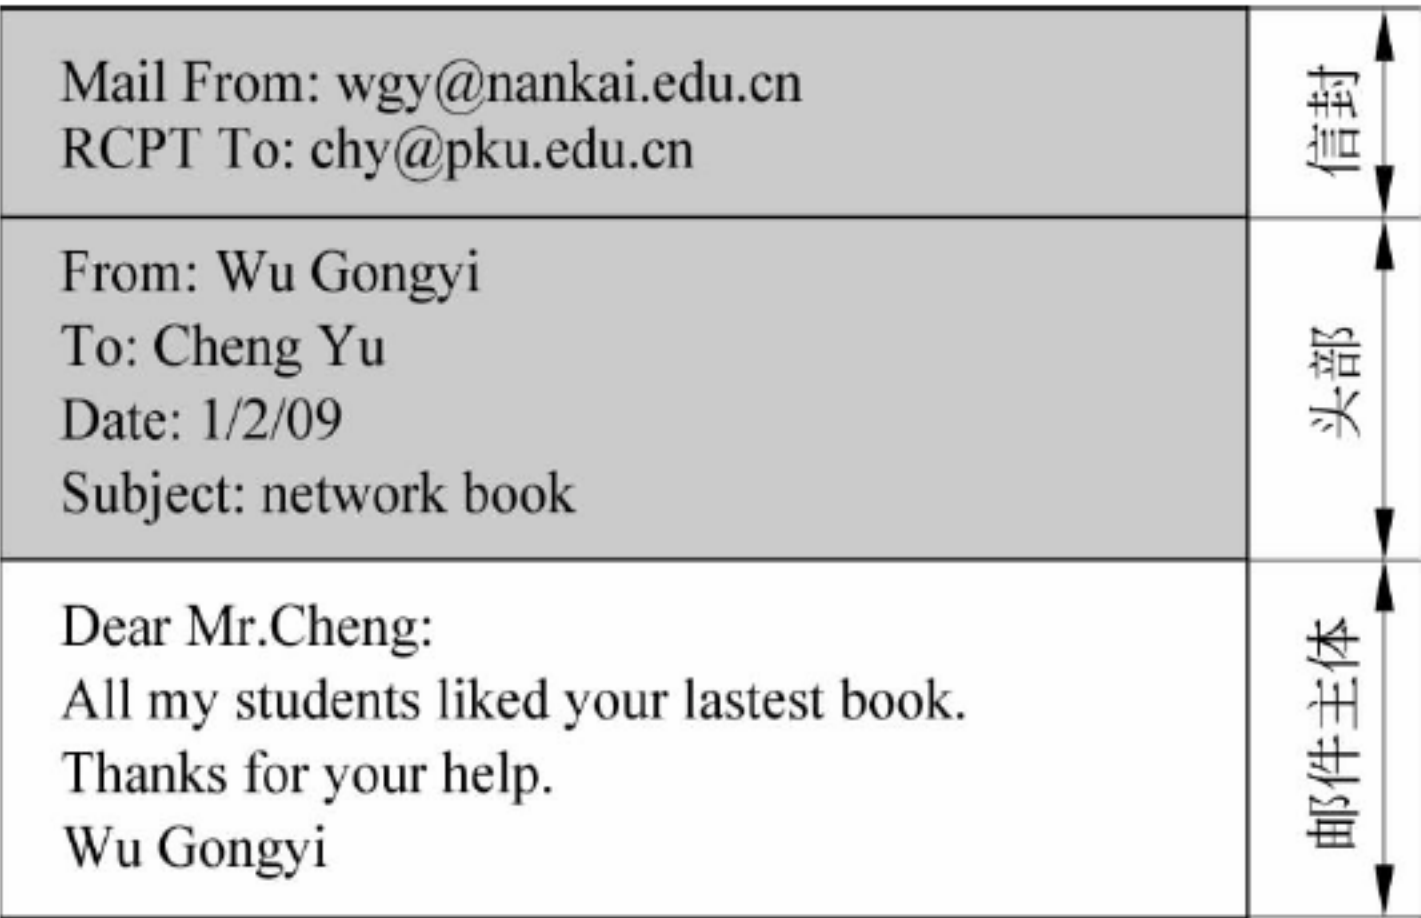 Mail From: wgy@nankai.edu.cn
RCPT To: chy@pku.edu.cn
信封
From: Wu Gongyi
To: Cheng Yu
Date: 1/2/09
Subject: network book
头部
Dear Mr.Cheng:
All my students liked your lastest book.
Thanks for your help.
Wu Gongyi
邮件主体